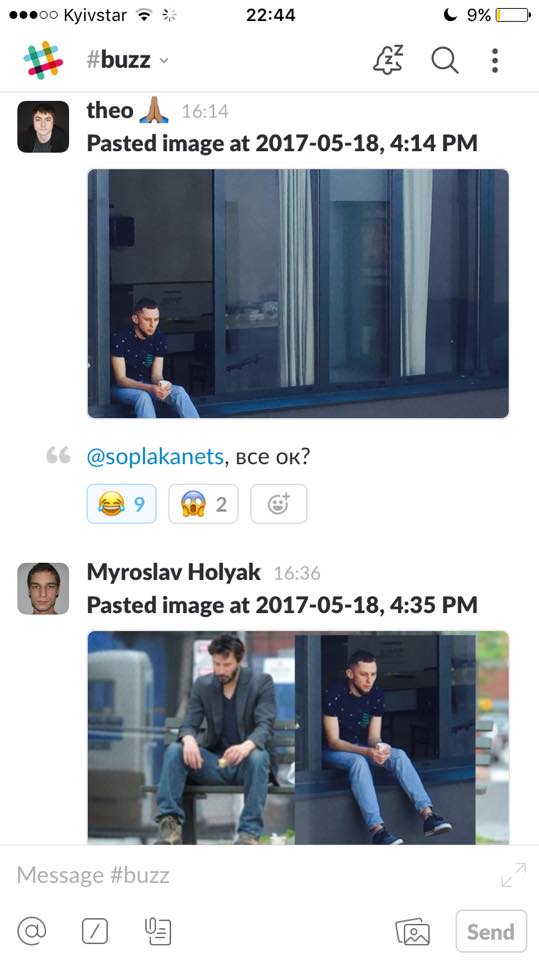 Kyivstar 22:44 9%
#buzz
theo 🙏🏽 16:14
Pasted image at 2017-05-18, 4:14 PM
@soplakanets, все ок?
😂 9 😱 2
Myroslav Holyak 16:36
Pasted image at 2017-05-18, 4:35 PM
Message #buzz
Send